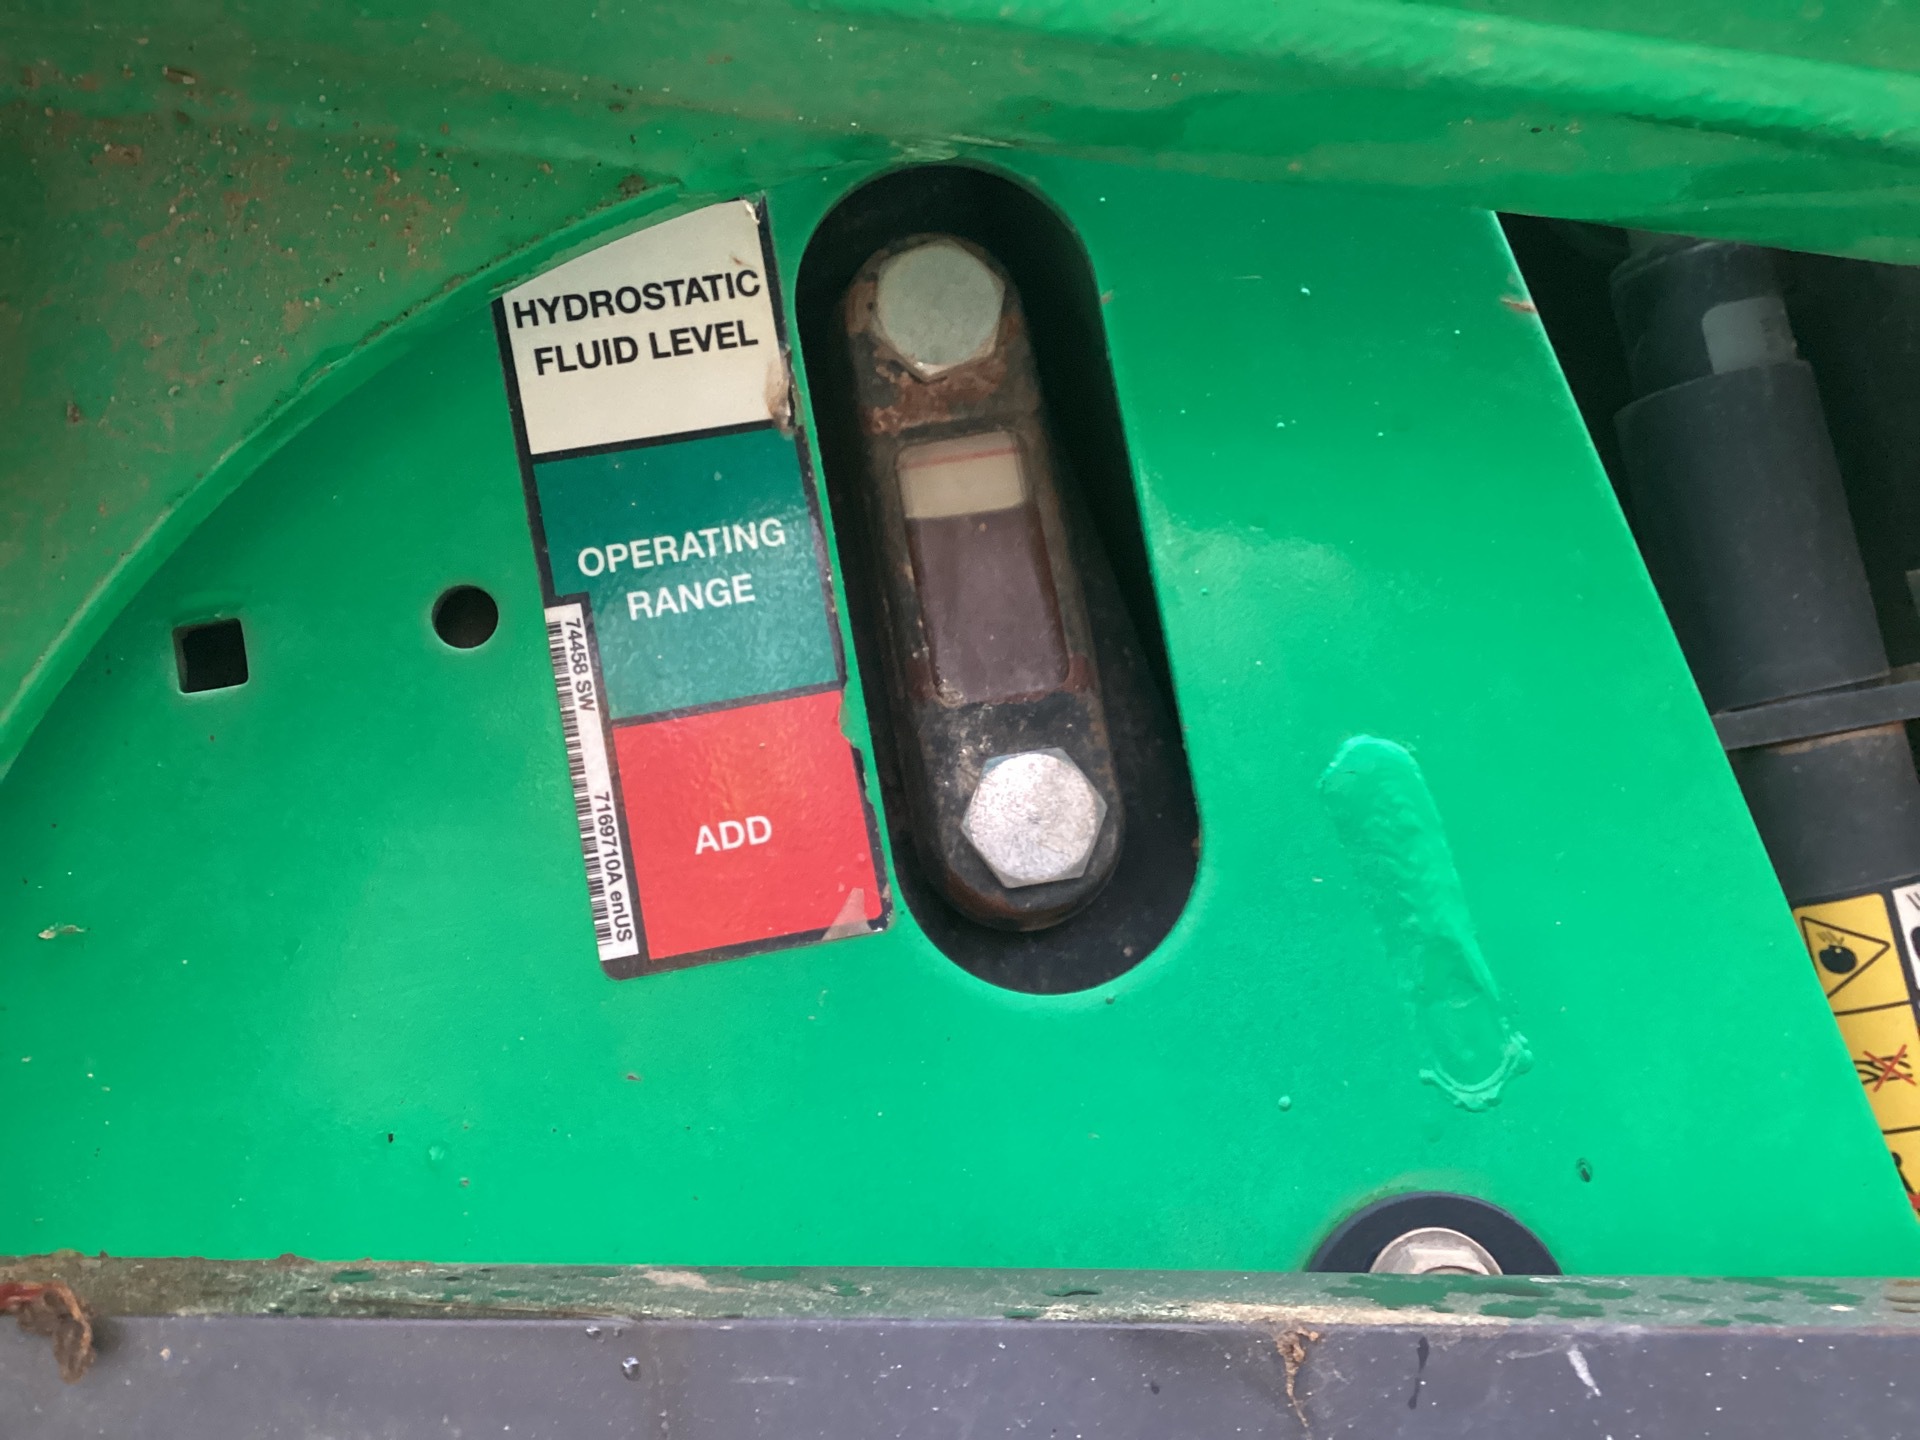 HYDROSTATIC
FLUID LEVEL
OPERATING
RANGE
74458 SW
7169710A enUS
ADD